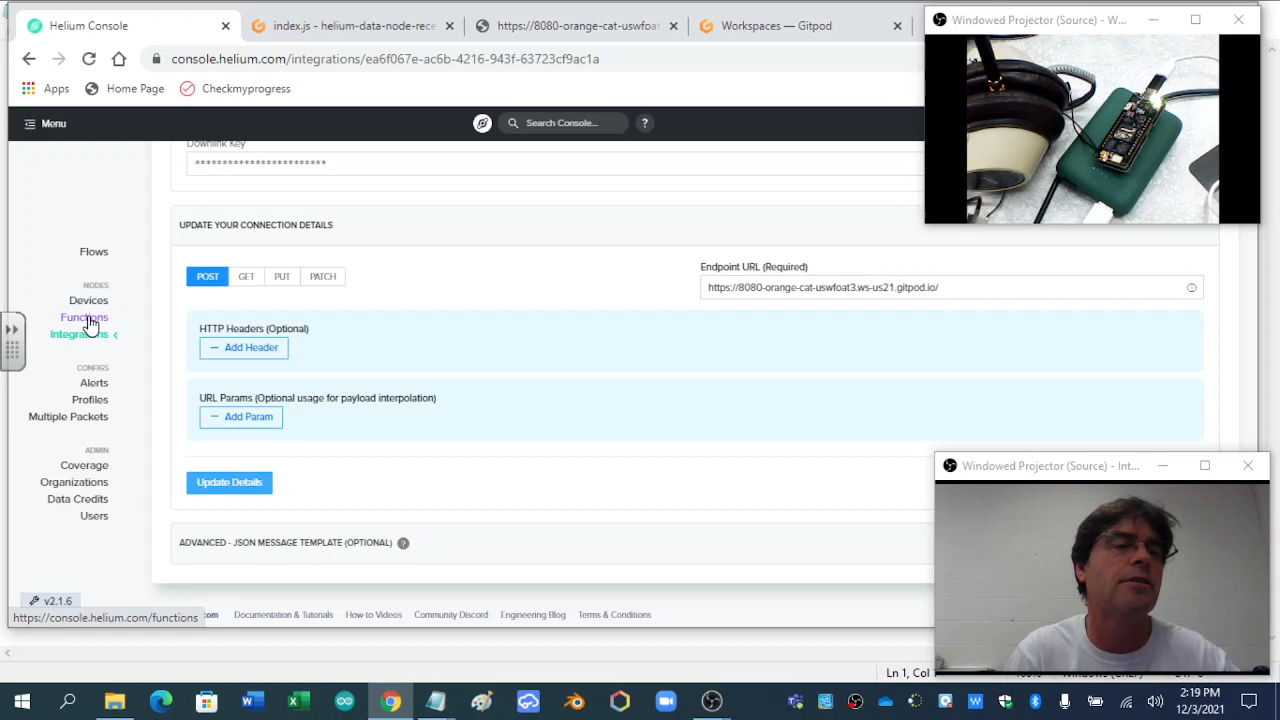 Helium Console
index.js - helium-data-node-rece
https://8080-orange-cat-uswfoat
Workspaces — Gitpod
console.helium.com/integrations/ea6f067e-ac6b-4216-943f-63723cf9ac1a
Apps
Home Page
Checkmyprogress
Windowed Projector (Source) - W...
Menu
Search Console...
?
Downlink Key
************************
UPDATE YOUR CONNECTION DETAILS
Flows
NODES
Devices
Functions
Integrations
CONFIGS
Alerts
Profiles
Multiple Packets
ADMIN
Coverage
Organizations
Data Credits
Users
v2.1.6
POST GET PUT PATCH
Endpoint URL (Required)
https://8080-orange-cat-uswfoat3.ws-us21.gitpod.io/
HTTP Headers (Optional)
Add Header
URL Params (Optional usage for payload interpolation)
Add Param
Update Details
ADVANCED - JSON MESSAGE TEMPLATE (OPTIONAL) ?
Windowed Projector (Source) - Int...
https://console.helium.com/functions
.com
Documentation & Tutorials
How-to Videos
Community Discord
Engineering Blog
Terms & Conditions
Ln 1, Col
2:19 PM
12/3/2021